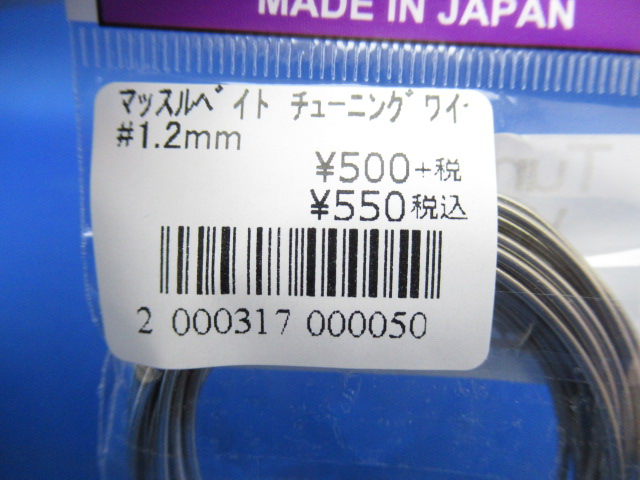 MADE IN JAPAN
マッスルベイト チューニングワイ
#1.2mm
¥500+税
¥550税込
2 000317 000050